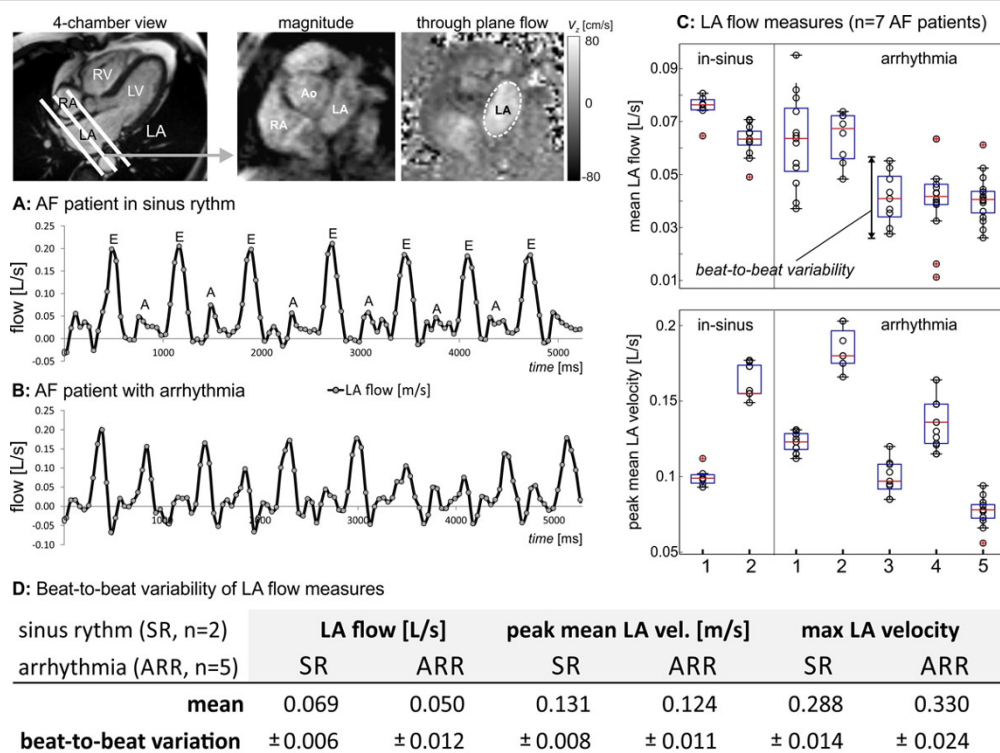 4-chamber view
magnitude
through plane flow
Vz [cm/s]
80
0
-80
RV
LV
RA
LA
LA
Ao
LA
RA
LA
A: AF patient in sinus rythm
flow [L/s]
0.25
0.20
0.15
0.10
0.05
0.00
-0.05
E E E E E E E
A A A A A A
1000 2000 3000 4000 5000
time [ms]
B: AF patient with arrhythmia
LA flow [m/s]
flow [L/s]
0.25
0.20
0.15
0.10
0.05
0.00
-0.05
-0.10
1000 2000 3000 4000 5000
time [ms]
C: LA flow measures (n=7 AF patients)
in-sinus arrhythmia
mean LA flow [L/s]
0.09
0.07
0.05
0.03
0.01
beat-to-beat variability
in-sinus arrhythmia
peak mean LA velocity [L/s]
0.2
0.15
0.1
0.05
1 2 1 2 3 4 5
D: Beat-to-beat variability of LA flow measures
sinus rythm (SR, n=2) LA flow [L/s] peak mean LA vel. [m/s] max LA velocity
arrhythmia (ARR, n=5) SR ARR SR ARR SR ARR
mean 0.069 0.050 0.131 0.124 0.288 0.330
beat-to-beat variation ±0.006 ±0.012 ±0.008 ±0.011 ±0.014 ±0.024